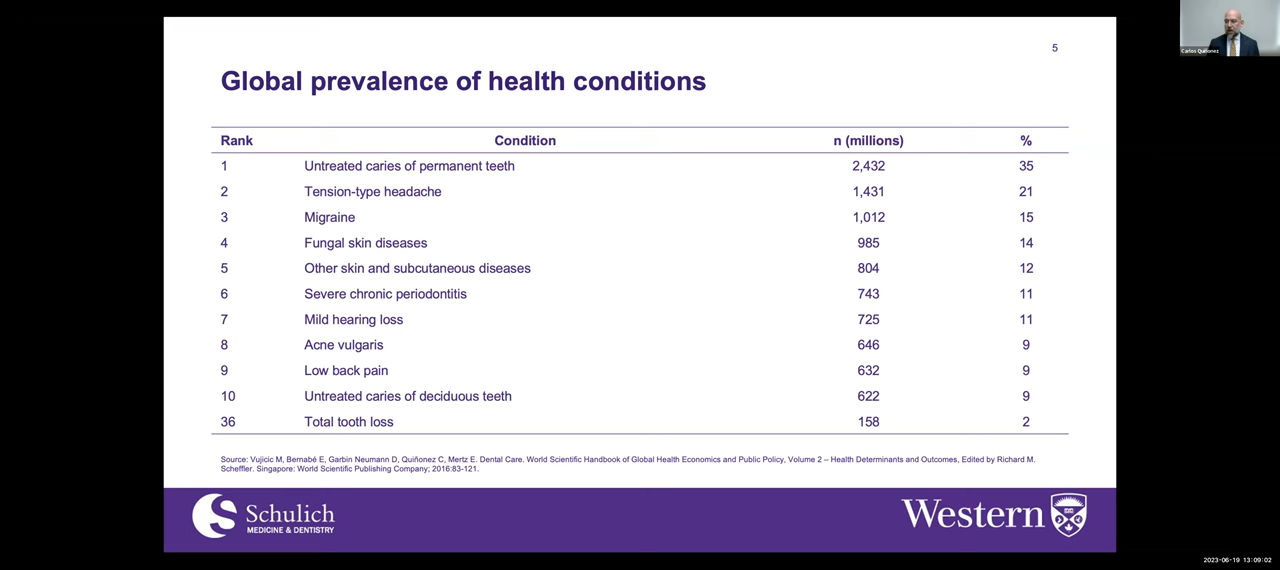 5
Carlos Quiñonez
Global prevalence of health conditions
Rank Condition n (millions) %
1 Untreated caries of permanent teeth 2,432 35
2 Tension-type headache 1,431 21
3 Migraine 1,012 15
4 Fungal skin diseases 985 14
5 Other skin and subcutaneous diseases 804 12
6 Severe chronic periodontitis 743 11
7 Mild hearing loss 725 11
8 Acne vulgaris 646 9
9 Low back pain 632 9
10 Untreated caries of deciduous teeth 622 9
36 Total tooth loss 158 2
Source: Vujicic M, Bernabé E, Garbin Neumann D, Quiñonez C, Mertz E. Dental Care. World Scientific Handbook of Global Health Economics and Public Policy, Volume 2 – Health Determinants and Outcomes, Edited by Richard M.
Scheffler. Singapore: World Scientific Publishing Company; 2016:83-121.
Schulich
MEDICINE & DENTISTRY
Western
2023-06-19 13:09:02